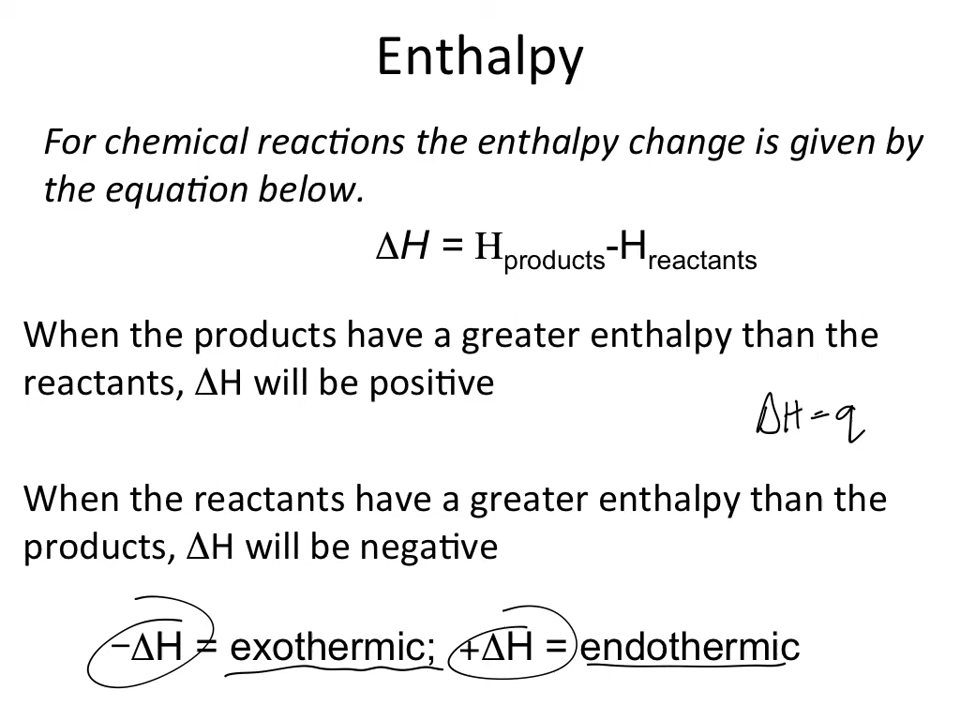 Enthalpy
For chemical reactions the enthalpy change is given by
the equation below.
ΔH = Hproducts-Hreactants
When the products have a greater enthalpy than the
reactants, ΔH will be positive
ΔH = q
When the reactants have a greater enthalpy than the
products, ΔH will be negative
−ΔH = exothermic; +ΔH = endothermic